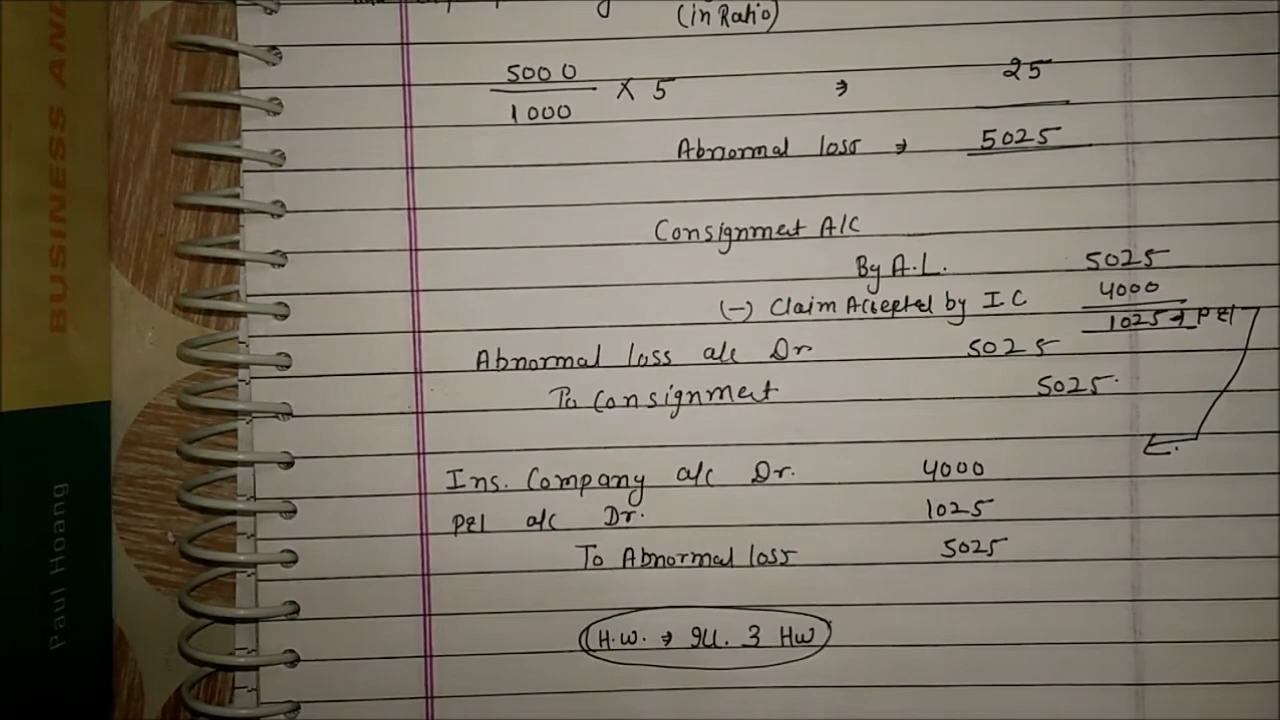 (in Ratio)
5000
1000
X 5 ⇒ 25
Abnormal loss ⇒ 5025
Consignment A/C
By A.L. 5025
(-) Claim Accepted by I.C 4000
1025 → P&L
Abnormal loss a/c Dr 5025
To Consignment 5025.
Ins. Company a/c Dr. 4000
P&L a/c Dr. 1025
To Abnormal loss 5025
H.W. ⇒ Ill. 3 HW
BUSINESS AND
Paul Hoang